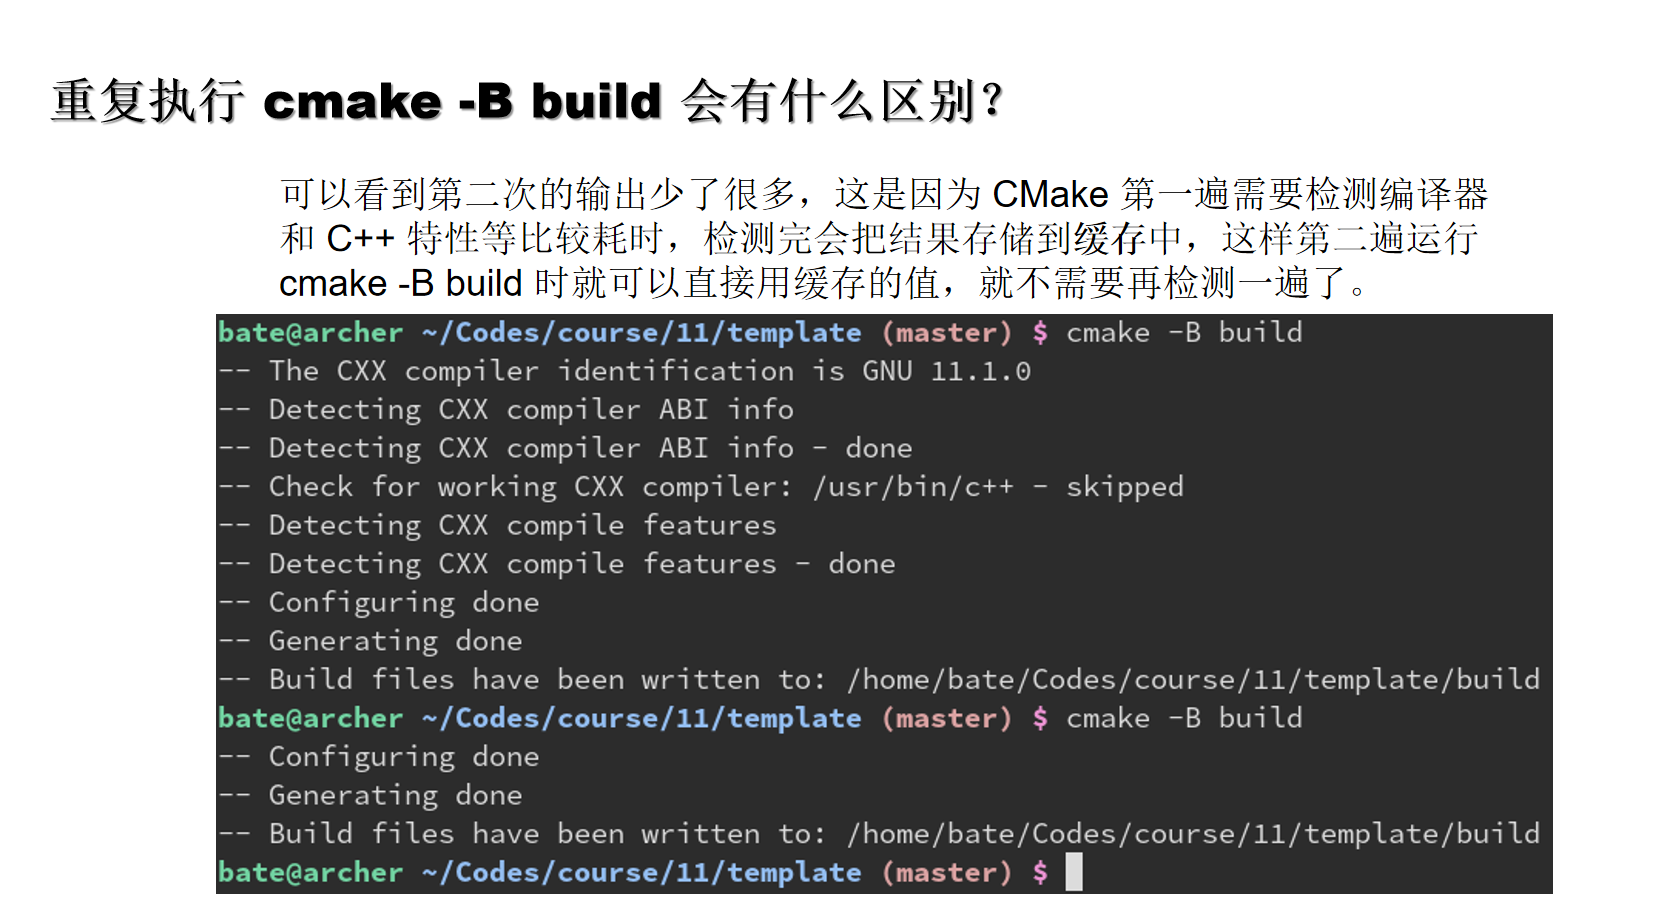 重复执行 cmake -B build 会有什么区别？
可以看到第二次的输出少了很多，这是因为 CMake 第一遍需要检测编译器
和 C++ 特性等比较耗时，检测完会把结果存储到缓存中，这样第二遍运行
cmake -B build 时就可以直接用缓存的值，就不需要再检测一遍了。
bate@archer ~/Codes/course/11/template (master) $ cmake -B build
-- The CXX compiler identification is GNU 11.1.0
-- Detecting CXX compiler ABI info
-- Detecting CXX compiler ABI info - done
-- Check for working CXX compiler: /usr/bin/c++ - skipped
-- Detecting CXX compile features
-- Detecting CXX compile features - done
-- Configuring done
-- Generating done
-- Build files have been written to: /home/bate/Codes/course/11/template/build
bate@archer ~/Codes/course/11/template (master) $ cmake -B build
-- Configuring done
-- Generating done
-- Build files have been written to: /home/bate/Codes/course/11/template/build
bate@archer ~/Codes/course/11/template (master) $